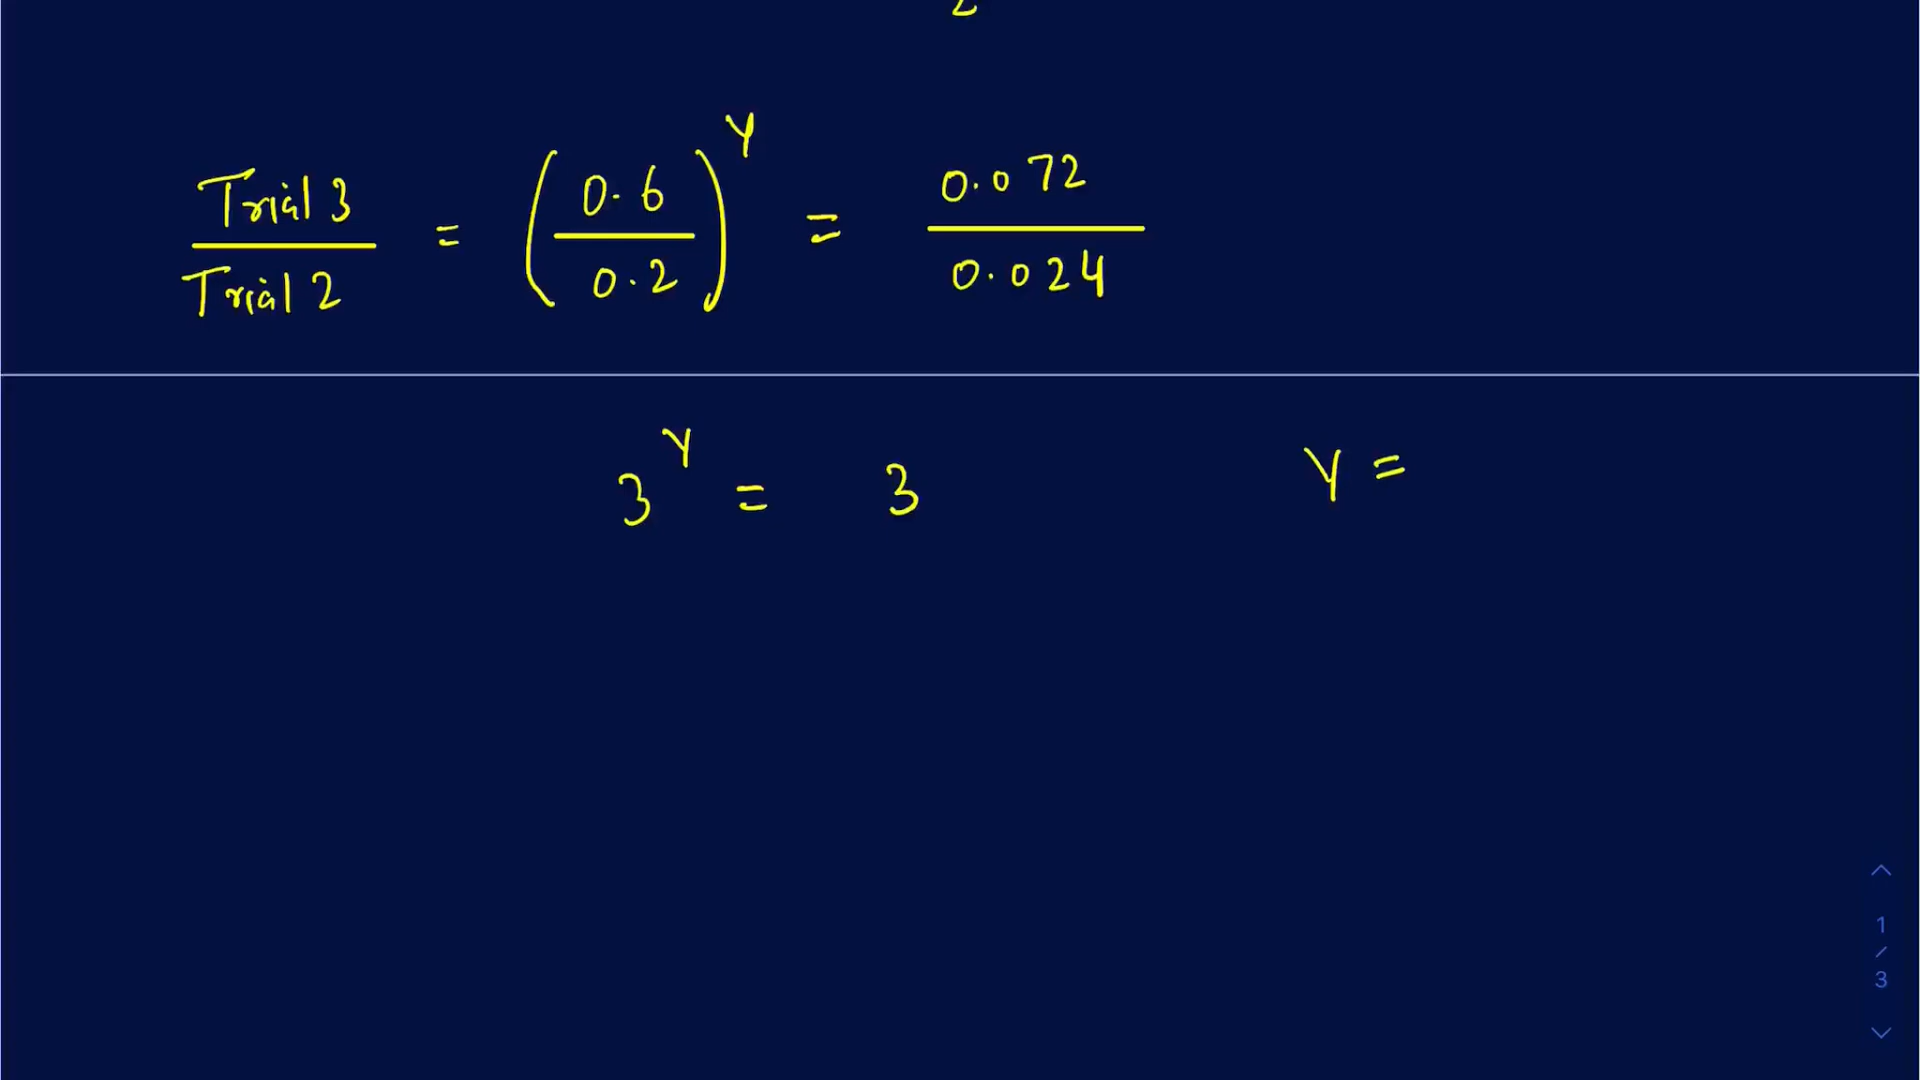 Trial 3 / Trial 2 = (0.6 / 0.2)^Y = 0.072 / 0.024
3^Y = 3    Y =
1 / 3